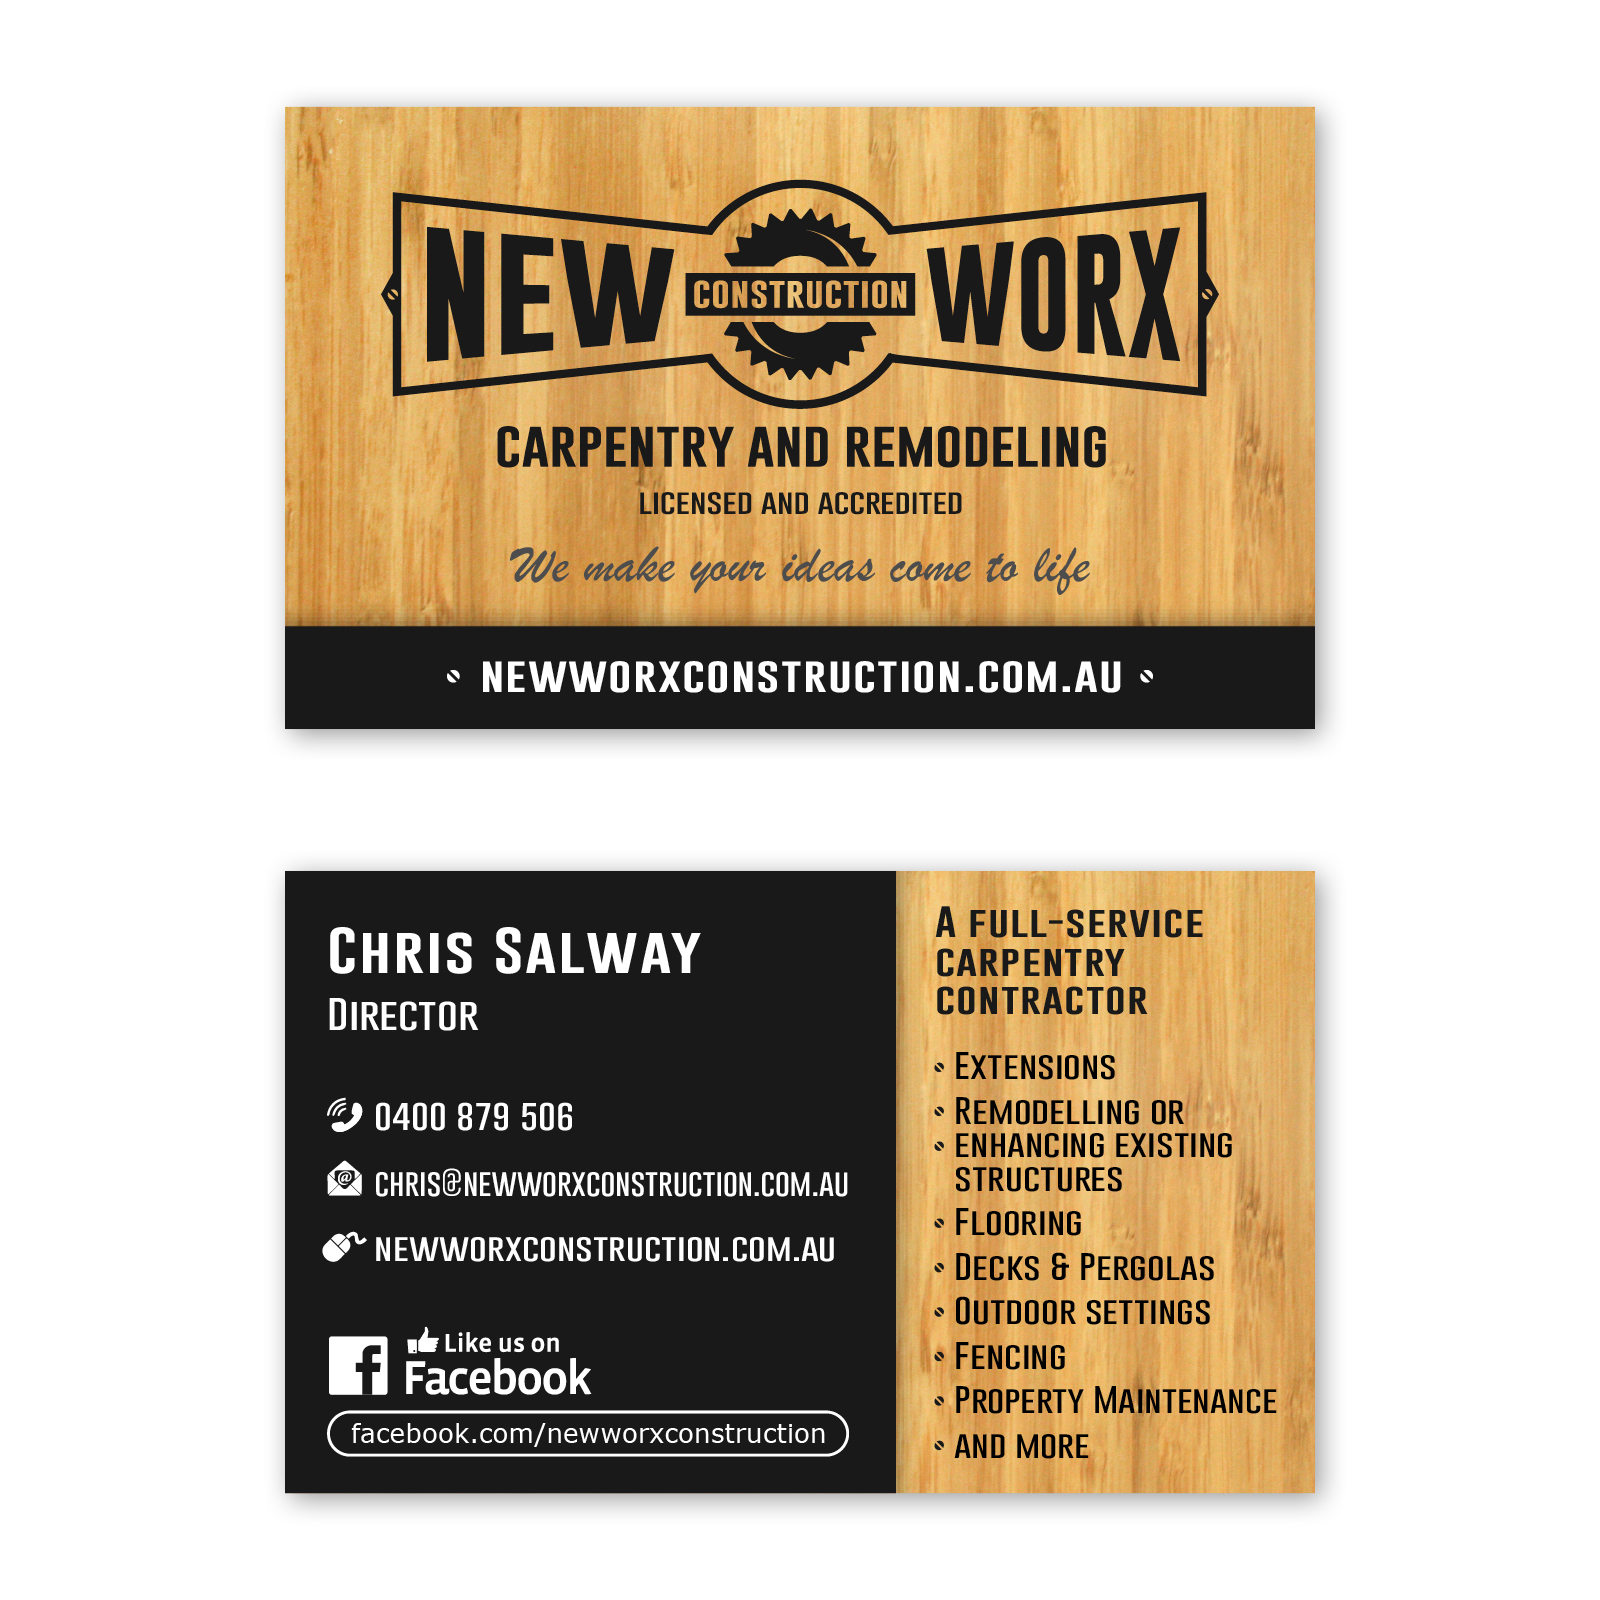 NEW CONSTRUCTION WORX
CARPENTRY AND REMODELING
LICENSED AND ACCREDITED
We make your ideas come to life
• NEWWORXCONSTRUCTION.COM.AU •
CHRIS SALWAY
DIRECTOR
0400 879 506
CHRIS@NEWWORXCONSTRUCTION.COM.AU
NEWWORXCONSTRUCTION.COM.AU
f Like us on
Facebook
facebook.com/newworxconstruction
A FULL-SERVICE
CARPENTRY
CONTRACTOR
• EXTENSIONS
• REMODELLING OR
• ENHANCING EXISTING
STRUCTURES
• FLOORING
• DECKS & PERGOLAS
• OUTDOOR SETTINGS
• FENCING
• PROPERTY MAINTENANCE
• AND MORE